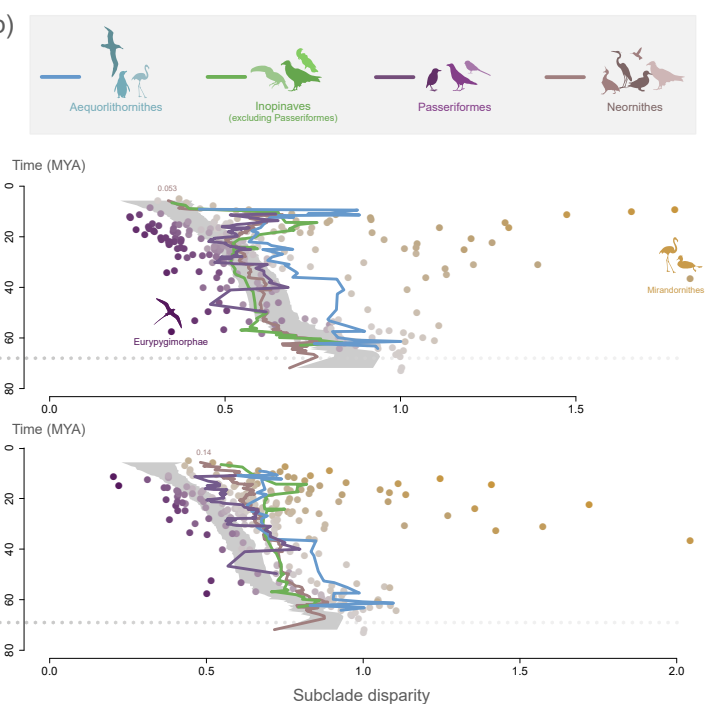 b)
Aequorlithornithes
Inopinaves
(excluding Passeriformes)
Passeriformes
Neornithes
Time (MYA)
0.053
0
20
40
60
80
Mirandornithes
Eurypygimorphae
0.0 0.5 1.0 1.5
Time (MYA)
0.14
0
20
40
60
80
0.0 0.5 1.0 1.5 2.0
Subclade disparity